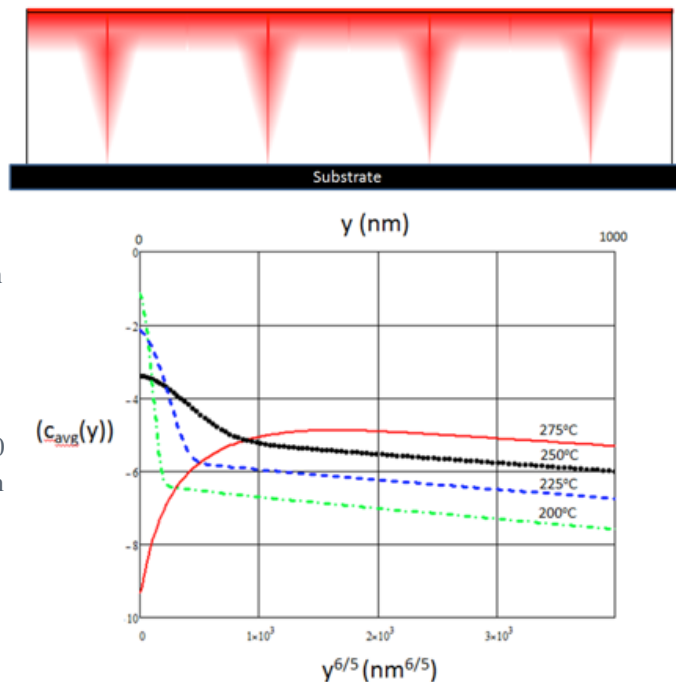 Substrate
y (nm)
0 1000
0
-2
-4
(c_avg(y))
-6
-8
-10
275°C
250°C
225°C
200°C
0 1×10³ 2×10³ 3×10³
y^6/5 (nm^6/5)